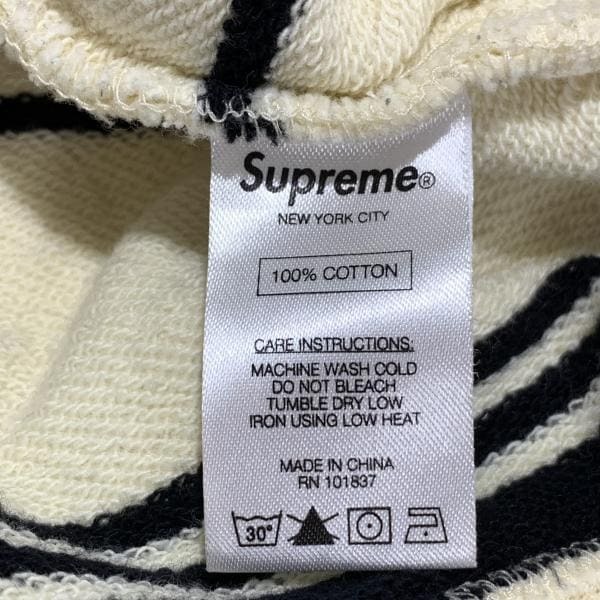 Supreme®
NEW YORK CITY
100% COTTON
CARE INSTRUCTIONS:
MACHINE WASH COLD
DO NOT BLEACH
TUMBLE DRY LOW
IRON USING LOW HEAT
MADE IN CHINA
RN 101837
30°